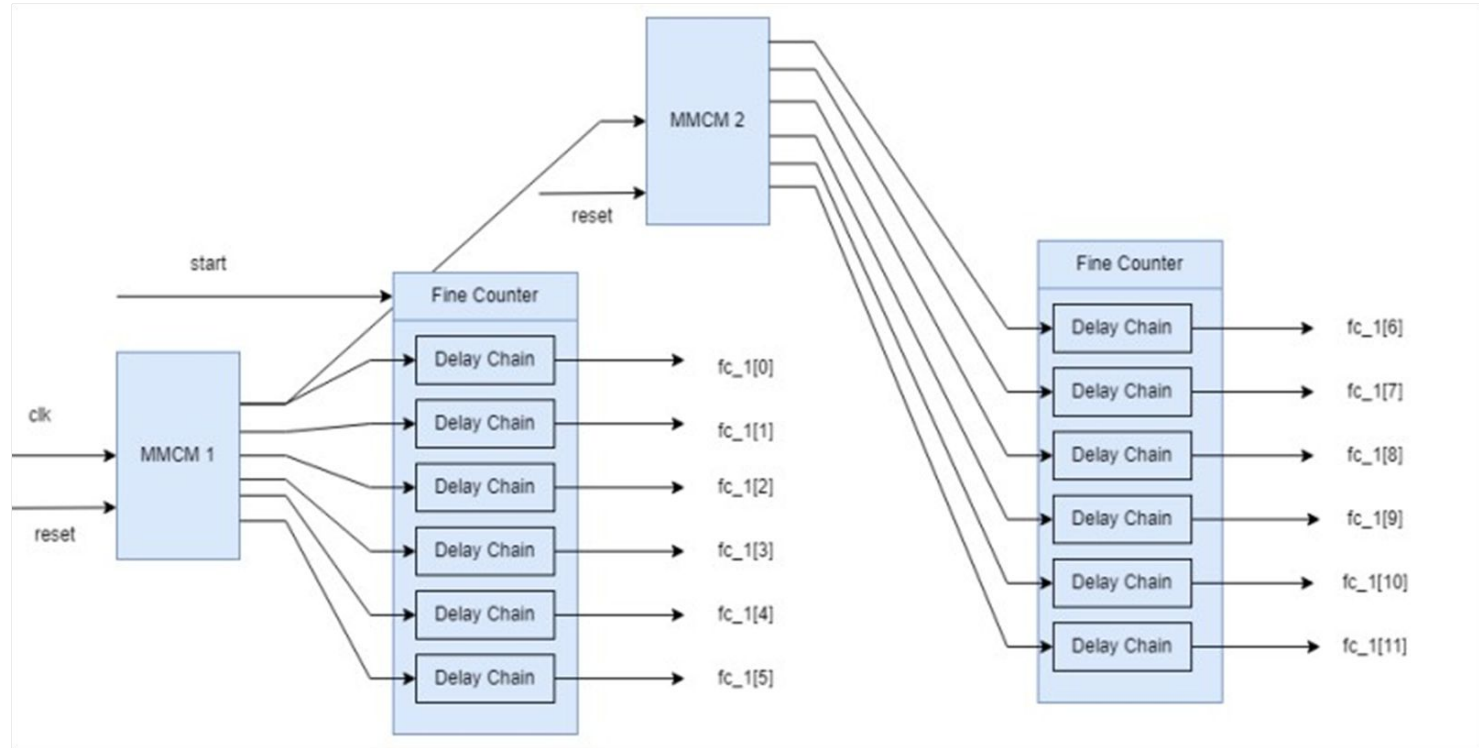 MMCM 2
reset
start
Fine Counter
Fine Counter
Delay Chain
fc_1[6]
Delay Chain
fc_1[0]
clk
Delay Chain
fc_1[7]
Delay Chain
fc_1[1]
MMCM 1
Delay Chain
fc_1[8]
Delay Chain
fc_1[2]
reset
Delay Chain
fc_1[9]
Delay Chain
fc_1[3]
Delay Chain
fc_1[10]
Delay Chain
fc_1[4]
Delay Chain
fc_1[11]
Delay Chain
fc_1[5]